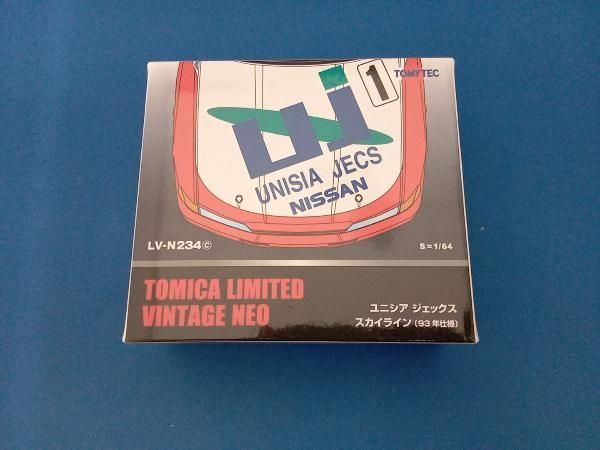 1
TOMYTEC
uj
UNISIA JECS
NISSAN
LV-N234ⓒ
S=1/64
TOMICA LIMITED
VINTAGE NEO
ユニシア ジェックス
スカイライン（93年仕様）